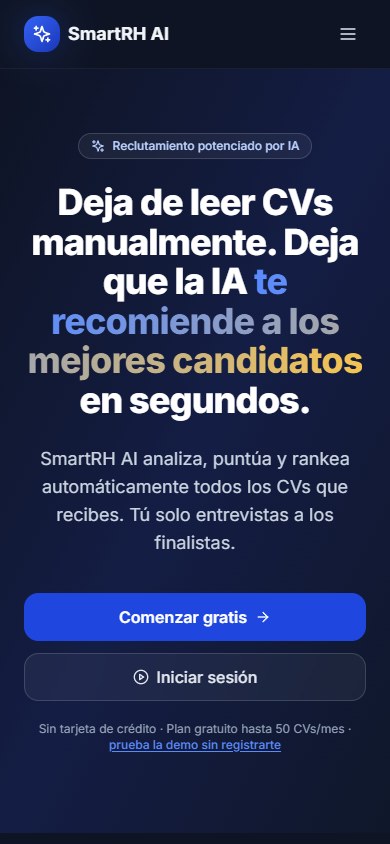 SmartRH AI
Reclutamiento potenciado por IA
Deja de leer CVs
manualmente. Deja
que la IA te
recomiende a los
mejores candidatos
en segundos.
SmartRH AI analiza, puntúa y rankea
automáticamente todos los CVs que
recibes. Tú solo entrevistas a los
finalistas.
Comenzar gratis →
Iniciar sesión
Sin tarjeta de crédito · Plan gratuito hasta 50 CVs/mes ·
prueba la demo sin registrarte